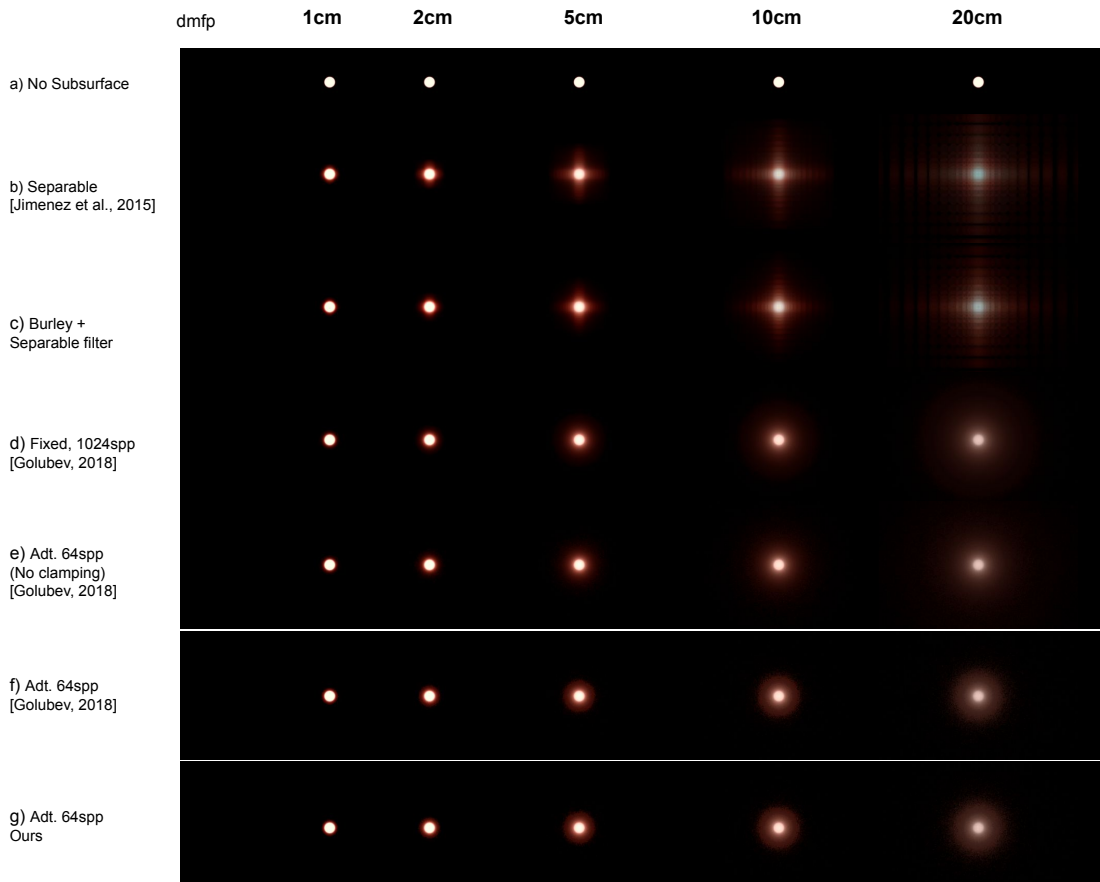 dmfp 1cm 2cm 5cm 10cm 20cm
a) No Subsurface
b) Separable
[Jimenez et al., 2015]
c) Burley +
Separable filter
d) Fixed, 1024spp
[Golubev, 2018]
e) Adt. 64spp
(No clamping)
[Golubev, 2018]
f) Adt. 64spp
[Golubev, 2018]
g) Adt. 64spp
Ours